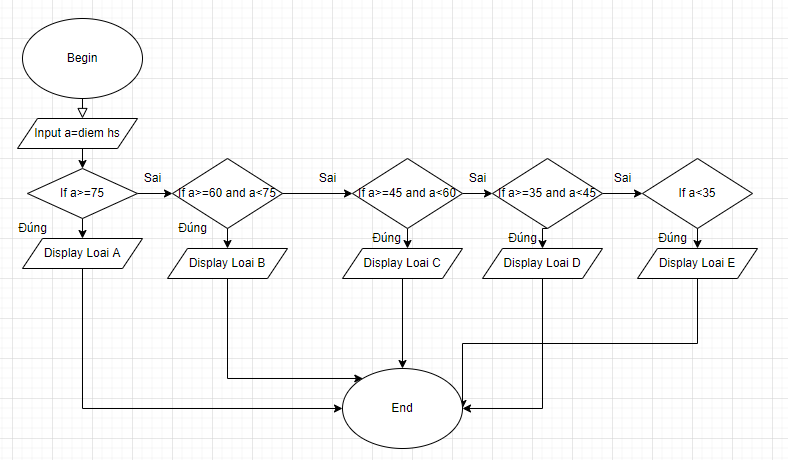 Begin
Input a=diem hs
If a>=75
Sai
If a>=60 and a<75
Sai
If a>=45 and a<60
Sai
If a>=35 and a<45
Sai
If a<35
Đúng
Đúng
Đúng
Đúng
Đúng
Display Loai A
Display Loai B
Display Loai C
Display Loai D
Display Loai E
End